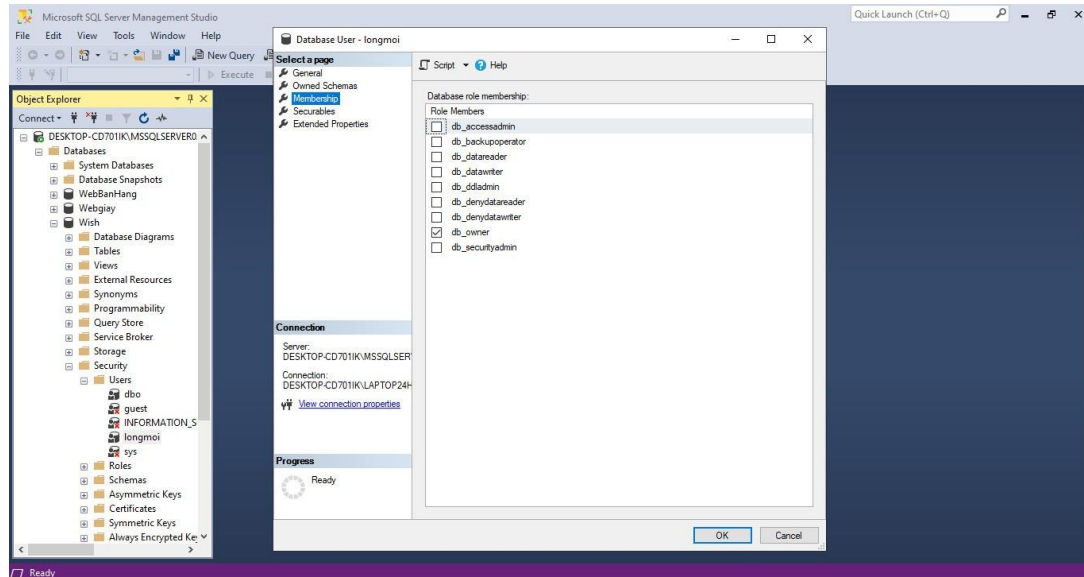 Microsoft SQL Server Management Studio
Quick Launch (Ctrl+Q)
File Edit View Tools Window Help
New Query
Execute
Object Explorer
Connect
DESKTOP-CD701IK\MSSQLSERVER0
Databases
System Databases
Database Snapshots
WebBanHang
Webgiay
Wish
Database Diagrams
Tables
Views
External Resources
Synonyms
Programmability
Query Store
Service Broker
Storage
Security
Users
dbo
guest
INFORMATION_S
longmoi
sys
Roles
Schemas
Asymmetric Keys
Certificates
Symmetric Keys
Always Encrypted Ke
Ready
Database User - longmoi
Select a page
General
Owned Schemas
Membership
Securables
Extended Properties
Connection
Server:
DESKTOP-CD701IK\MSSQLSER
Connection:
DESKTOP-CD701IK\LAPTOP24H
View connection properties
Progress
Ready
Script Help
Database role membership:
Role Members
db_accessadmin
db_backupoperator
db_datareader
db_datawriter
db_ddladmin
db_denydatareader
db_denydatawriter
db_owner
db_securityadmin
OK Cancel